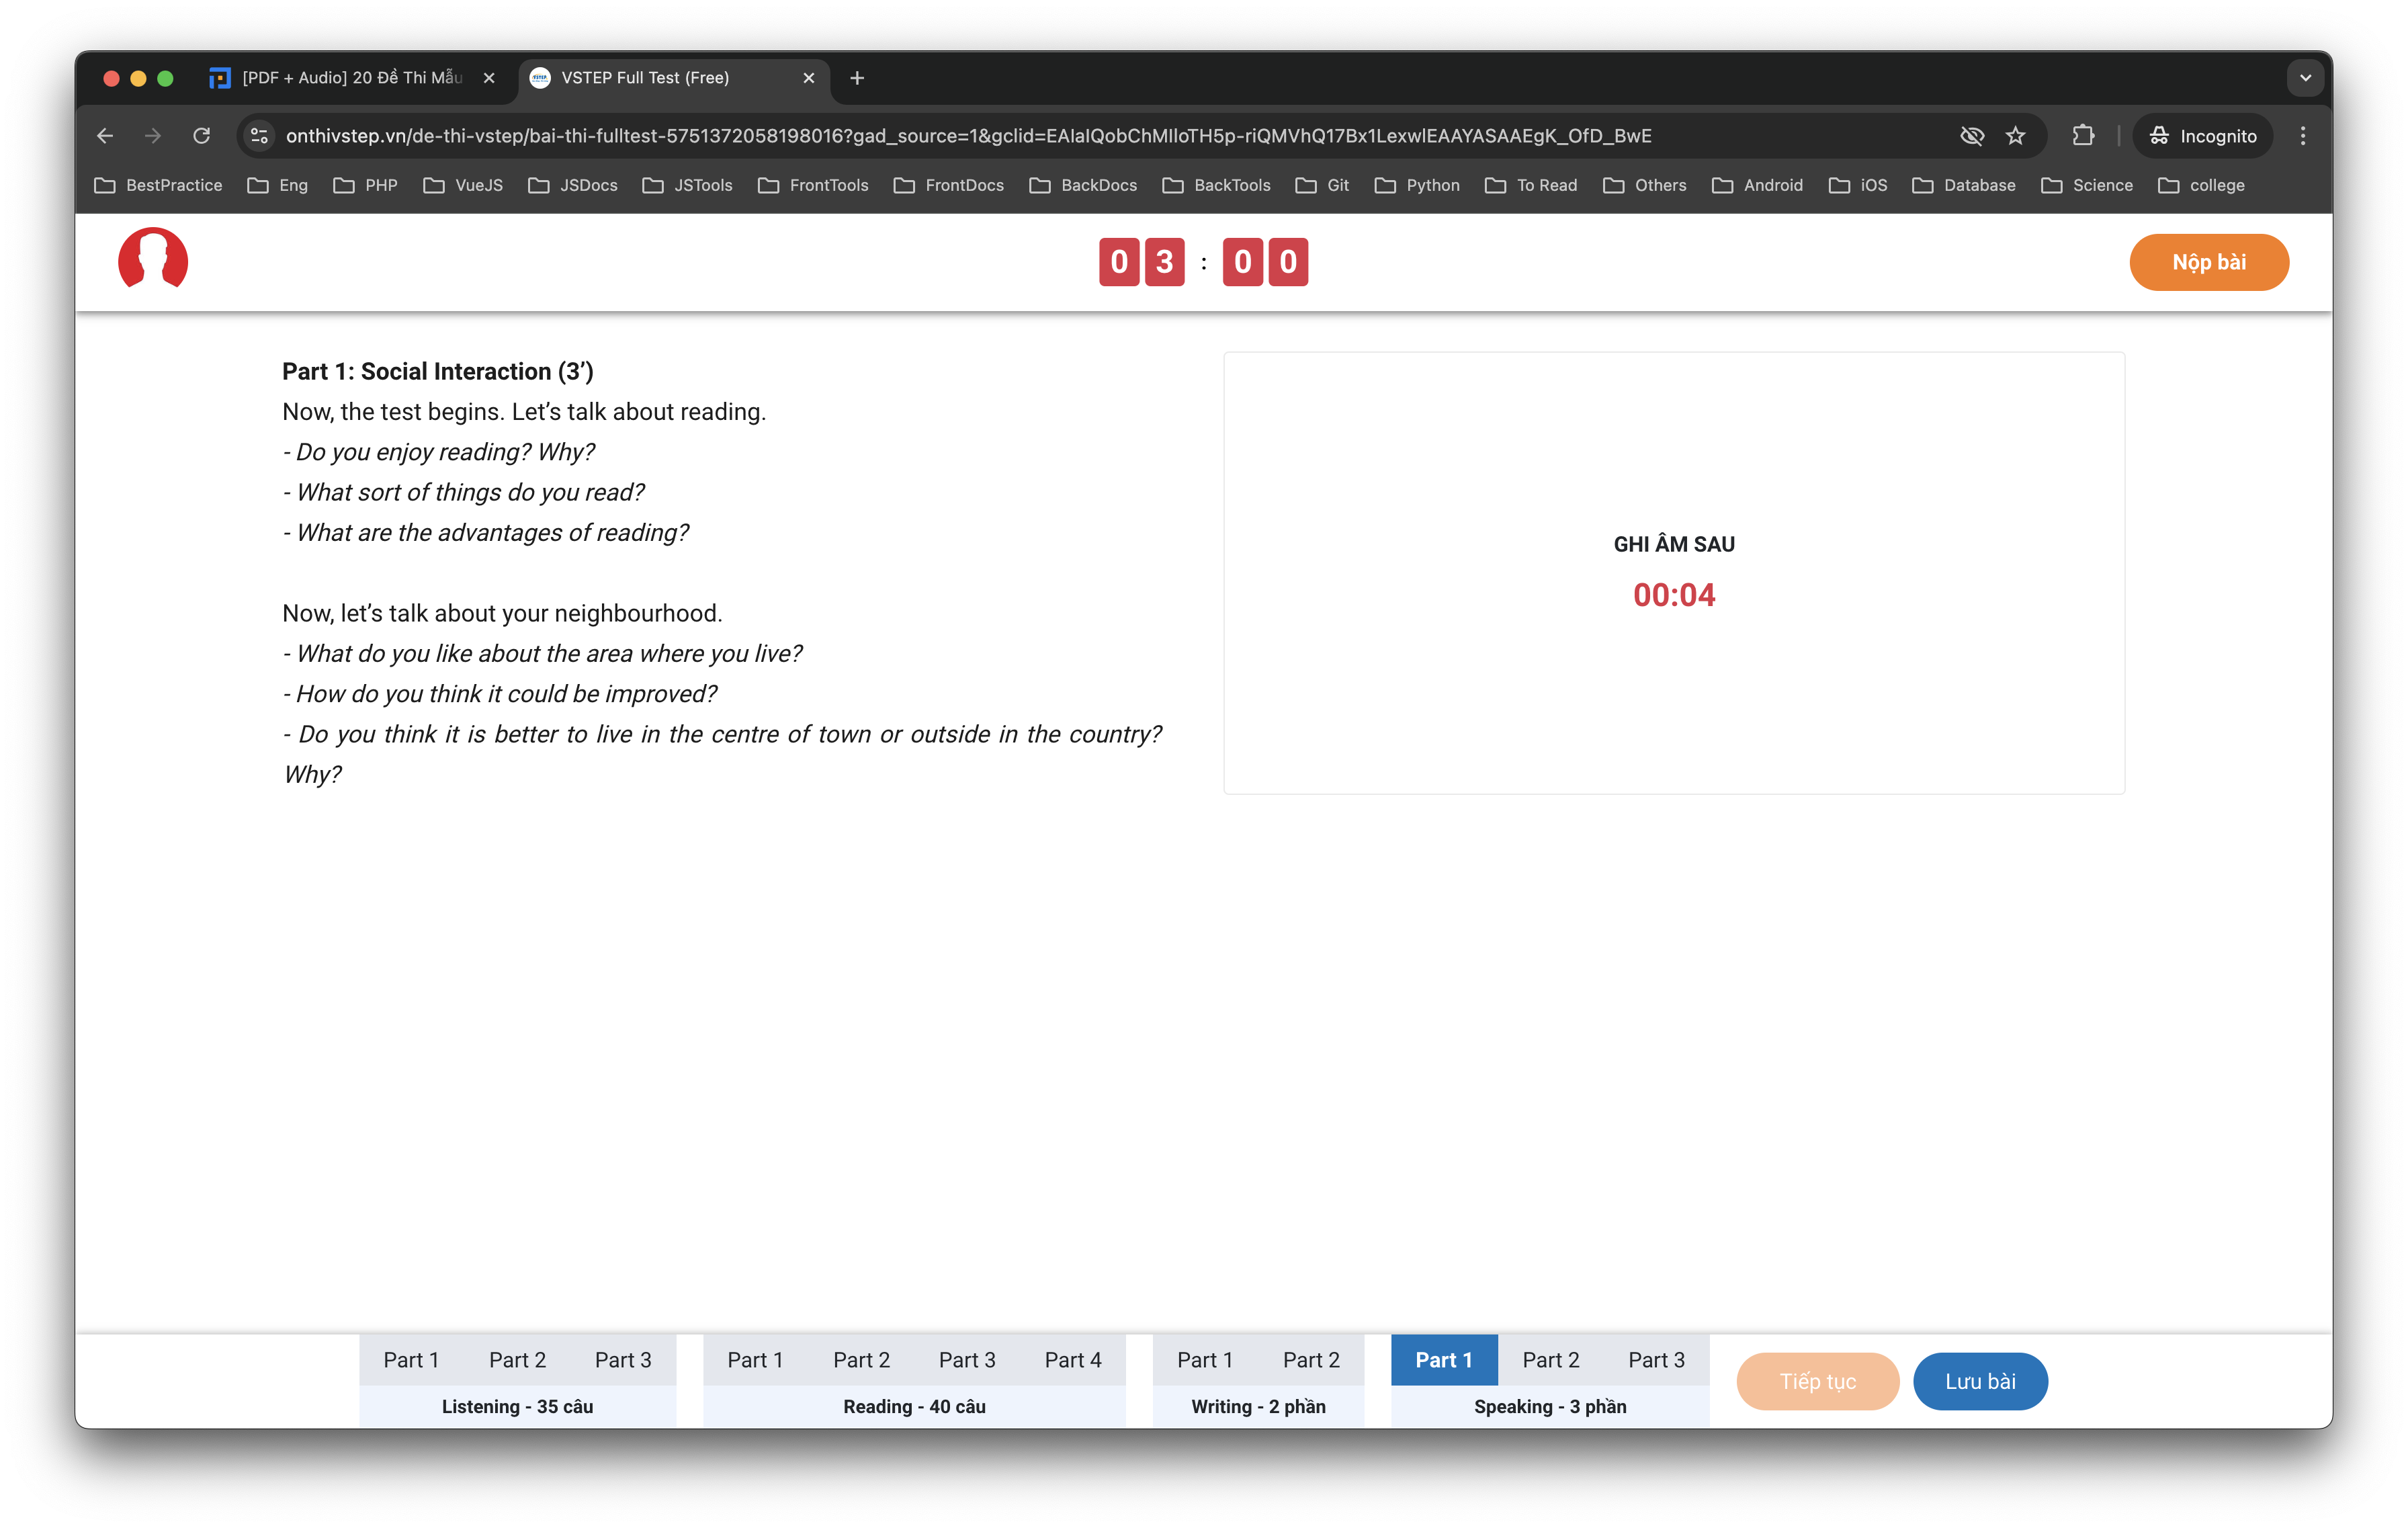 [PDF + Audio] 20 Đề Thi Mẫu
VSTEP Full Test (Free)
onthivstep.vn/de-thi-vstep/bai-thi-fulltest-5751372058198016?gad_source=1&gclid=EAIaIQobChMIloTH5p-riQMVhQ17Bx1LexwlEAAYASAAEgK_OfD_BwE
Incognito
BestPractice Eng PHP VueJS JSDocs JSTools FrontTools FrontDocs BackDocs BackTools Git Python To Read Others Android iOS Database Science college
03 : 00
Nộp bài
Part 1: Social Interaction (3’)
Now, the test begins. Let’s talk about reading.
- Do you enjoy reading? Why?
- What sort of things do you read?
- What are the advantages of reading?
Now, let’s talk about your neighbourhood.
- What do you like about the area where you live?
- How do you think it could be improved?
- Do you think it is better to live in the centre of town or outside in the country?
Why?
GHI ÂM SAU
00:04
Part 1 Part 2 Part 3
Listening - 35 câu
Part 1 Part 2 Part 3 Part 4
Reading - 40 câu
Part 1 Part 2
Writing - 2 phần
Part 1 Part 2 Part 3
Speaking - 3 phần
Tiếp tục
Lưu bài